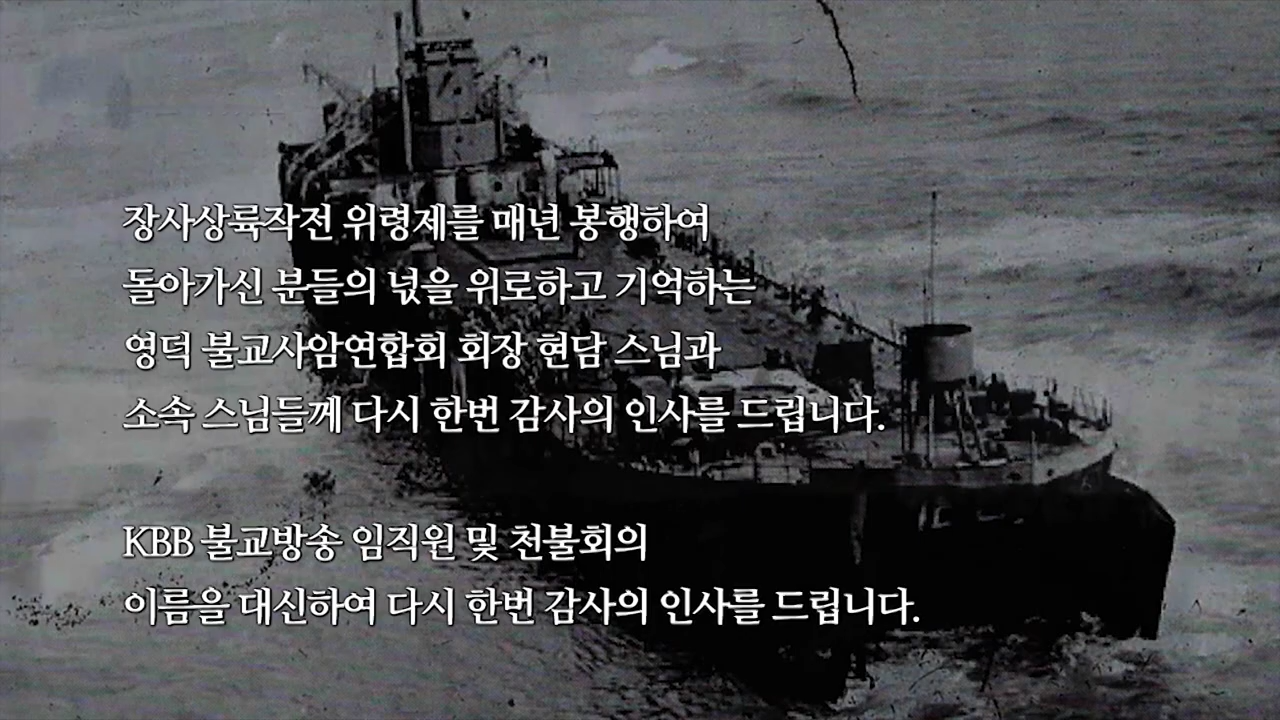 장사상륙작전 위령제를 매년 봉행하여
돌아가신 분들의 넋을 위로하고 기억하는
영덕 불교사암연합회 회장 현담 스님과
소속 스님들께 다시 한번 감사의 인사를 드립니다.
KBB 불교방송 임직원 및 천불회의
이름을 대신하여 다시 한번 감사의 인사를 드립니다.